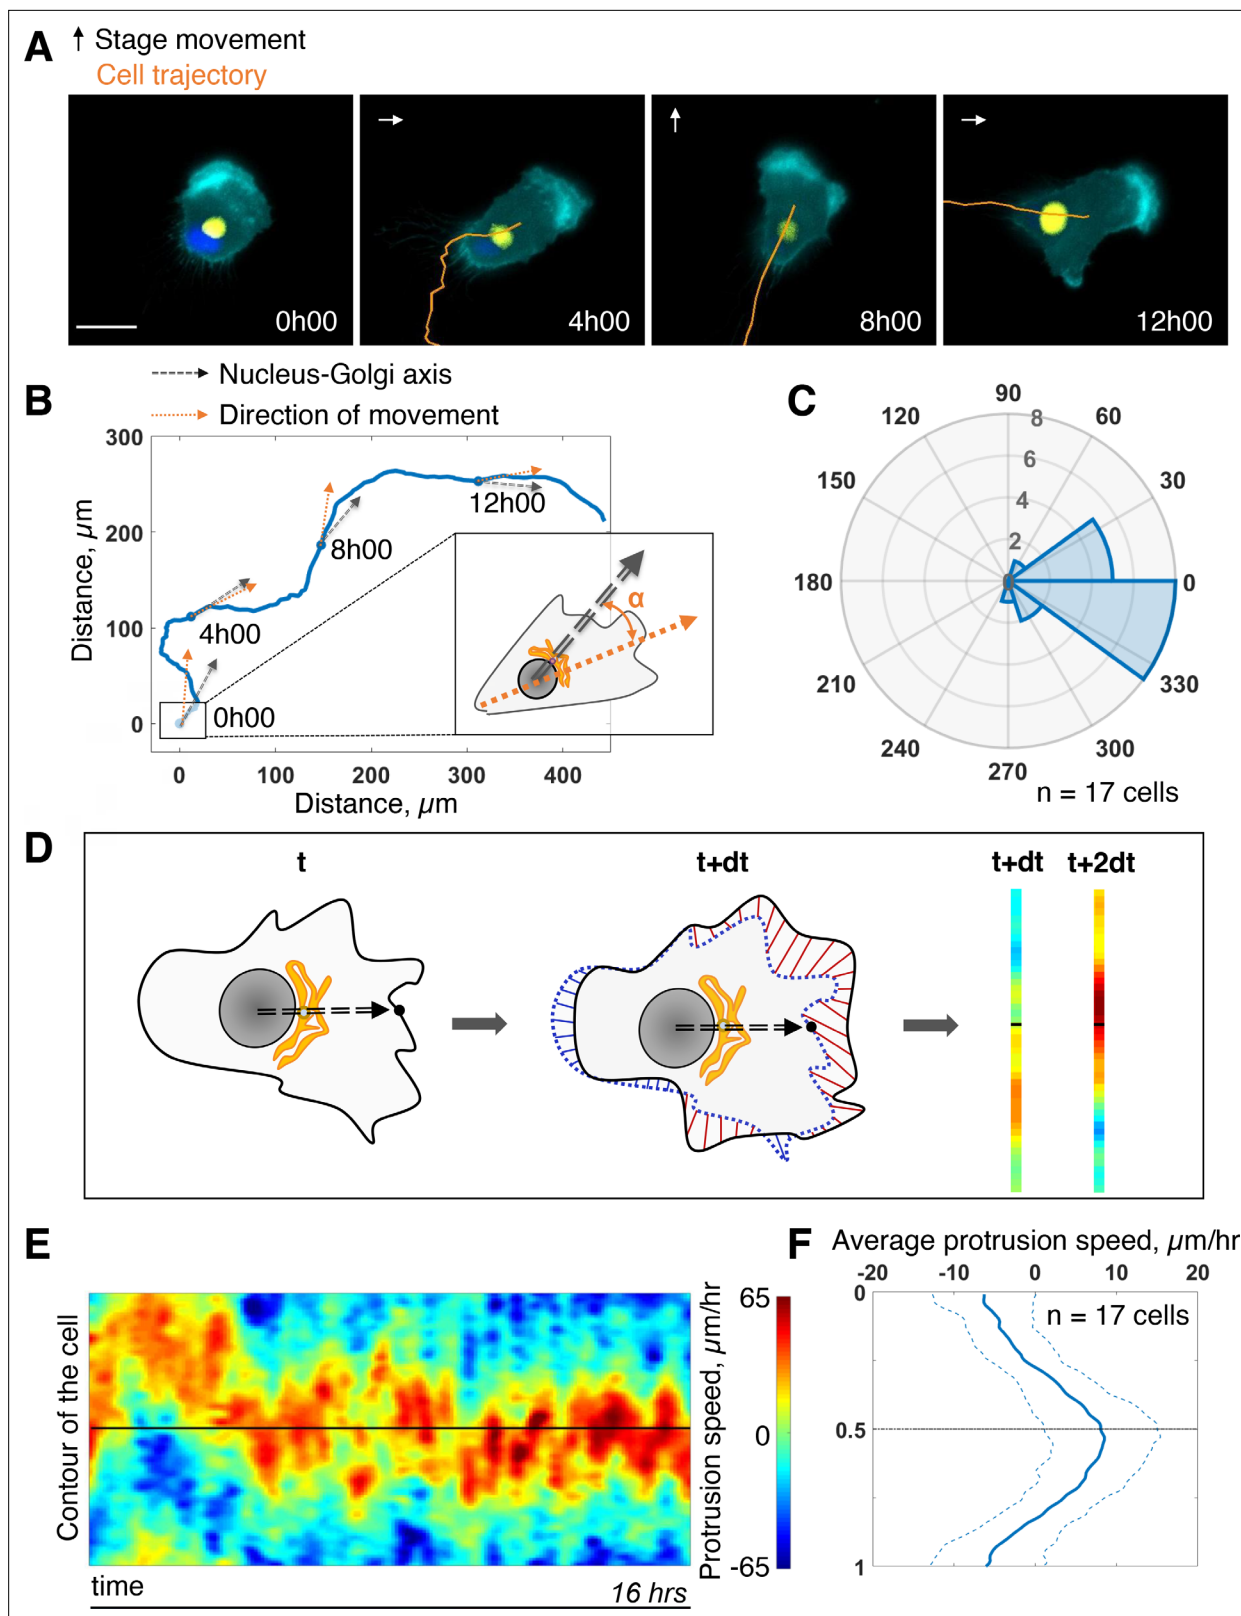 A
Stage movement
Cell trajectory
0h00
4h00
8h00
12h00
B
Nucleus-Golgi axis
Direction of movement
300
200
100
0
Distance, µm
0 100 200 300 400
Distance, µm
0h00
4h00
8h00
12h00
α
C
90
120 60
150 30
180 0
210 330
240 300
270
8
6
4
2
0
n = 17 cells
D
t
t+dt
t+dt t+2dt
E
Contour of the cell
time
16 hrs
Protrusion speed, µm/hr
65
0
-65
F
Average protrusion speed, µm/hr
-20 -10 0 10 20
0
0.5
1
n = 17 cells